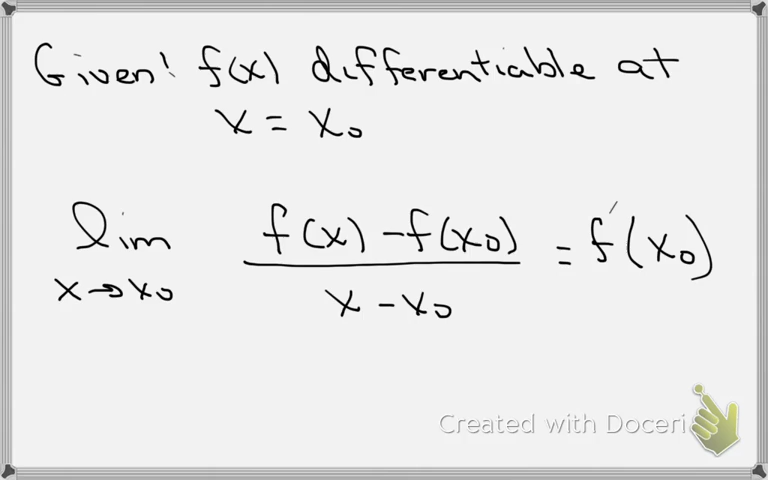 Given! f(x) differentiable at
x = x₀
lim x→x₀ (f(x) - f(x₀)) / (x - x₀) = f'(x₀)
Created with Doceri